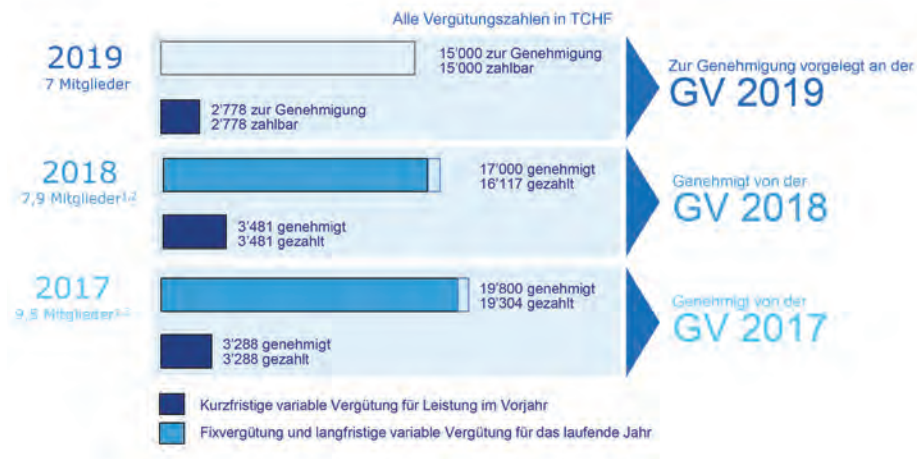 Alle Vergütungszahlen in TCHF
2019
7 Mitglieder
15'000 zur Genehmigung
15'000 zahlbar
2'778 zur Genehmigung
2'778 zahlbar
Zur Genehmigung vorgelegt an der
GV 2019
2018
7,9 Mitglieder1,2
17'000 genehmigt
16'117 gezahlt
3'481 genehmigt
3'481 gezahlt
Genehmigt von der
GV 2018
2017
9,5 Mitglieder1,2
19'800 genehmigt
19'304 gezahlt
3'288 genehmigt
3'288 gezahlt
Genehmigt von der
GV 2017
Kurzfristige variable Vergütung für Leistung im Vorjahr
Fixvergütung und langfristige variable Vergütung für das laufende Jahr